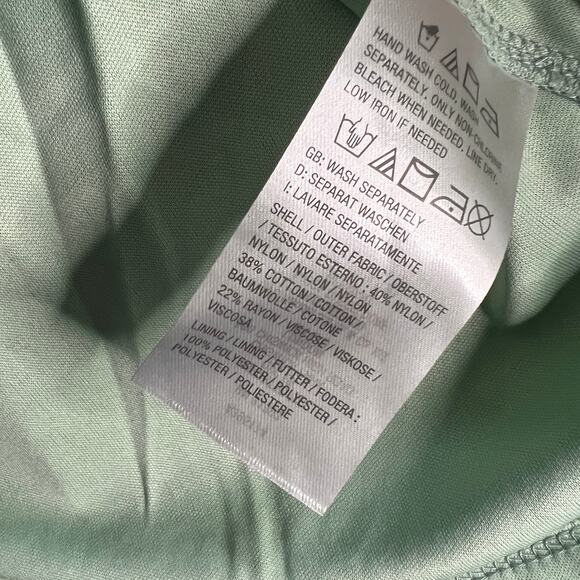 HAND WASH COLD, WASH
SEPARATELY, ONLY NON-CHLORINE
BLEACH WHEN NEEDED, LINE DRY,
LOW IRON IF NEEDED
GB: WASH SEPARATELY
D: SEPARAT WASCHEN
I: LAVARE SEPARATAMENTE
SHELL / OUTER FABRIC / OBERSTOFF
/ TESSUTO ESTERNO : 40% NYLON /
NYLON / NYLON / NYLON
38% COTTON / COTTON /
BAUMWOLLE / COTONE
22% RAYON / VISCOSE / VISKOSE /
VISCOSA
LINING / LINING / FUTTER / FODERA :
100% POLYESTER / POLYESTER /
POLYESTER / POLIESTERE